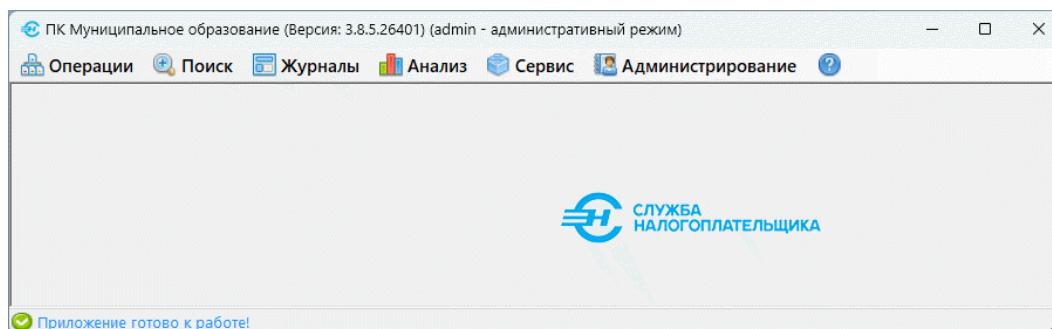 ПК Муниципальное образование (Версия: 3.8.5.26401) (admin - административный режим)
Операции Поиск Журналы Анализ Сервис Администрирование ?
СЛУЖБА
НАЛОГОПЛАТЕЛЬЩИКА
Приложение готово к работе!